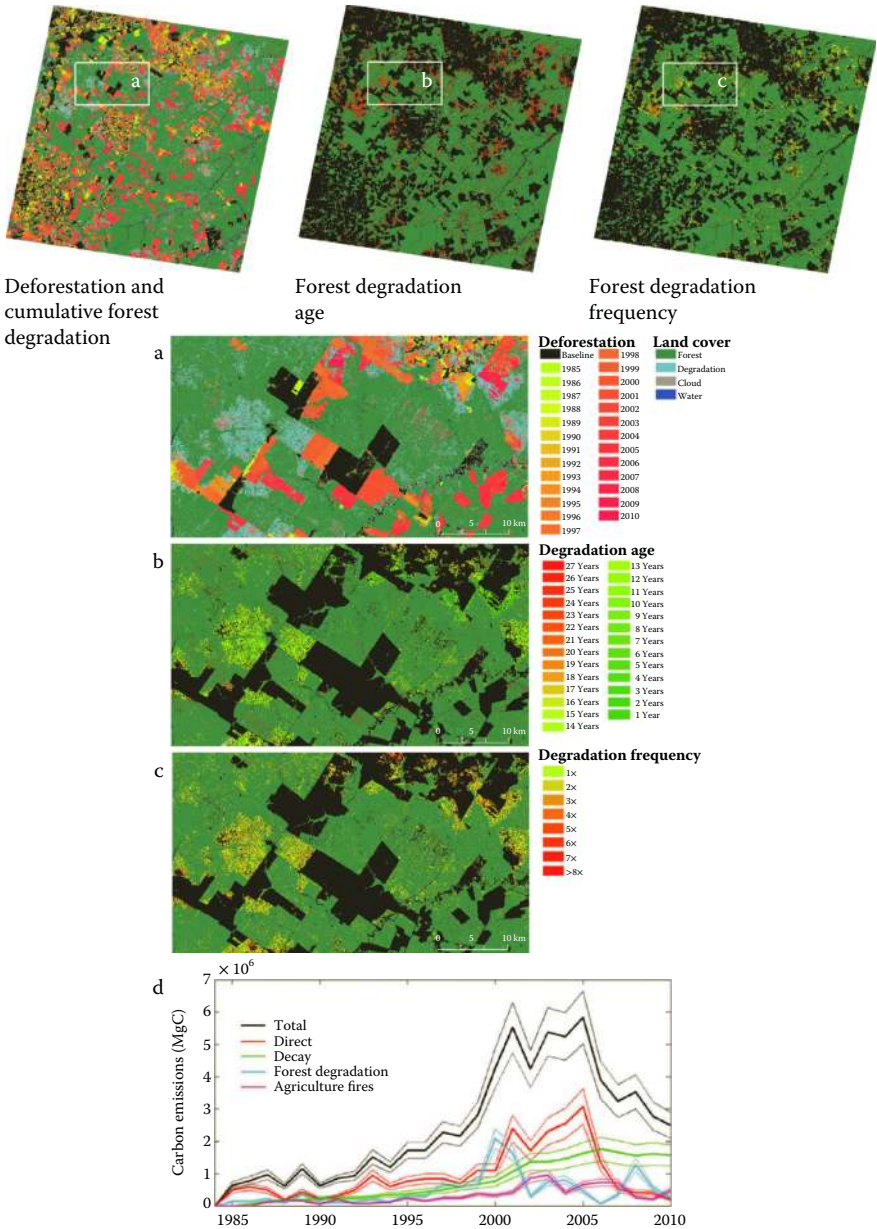 a
b
c
Deforestation and
cumulative forest
degradation
Forest degradation
age
Forest degradation
frequency
a
Deforestation
Baseline
1985
1986
1987
1988
1989
1990
1991
1992
1993
1994
1995
1996
1997
1998
1999
2000
2001
2002
2003
2004
2005
2006
2007
2008
2009
2010
Land cover
Forest
Degradation
Cloud
Water
0 5 10 km
b
Degradation age
27 Years
26 Years
25 Years
24 Years
23 Years
22 Years
21 Years
20 Years
19 Years
18 Years
17 Years
16 Years
15 Years
14 Years
13 Years
12 Years
11 Years
10 Years
9 Years
8 Years
7 Years
6 Years
5 Years
4 Years
3 Years
2 Years
1 Year
0 5 10 km
c
Degradation frequency
1×
2×
3×
4×
5×
6×
7×
>8×
0 5 10 km
d
× 10⁶
7
6
5
4
3
2
1
0
Carbon emissions (MgC)
Total
Direct
Decay
Forest degradation
Agriculture fires
1985 1990 1995 2000 2005 2010